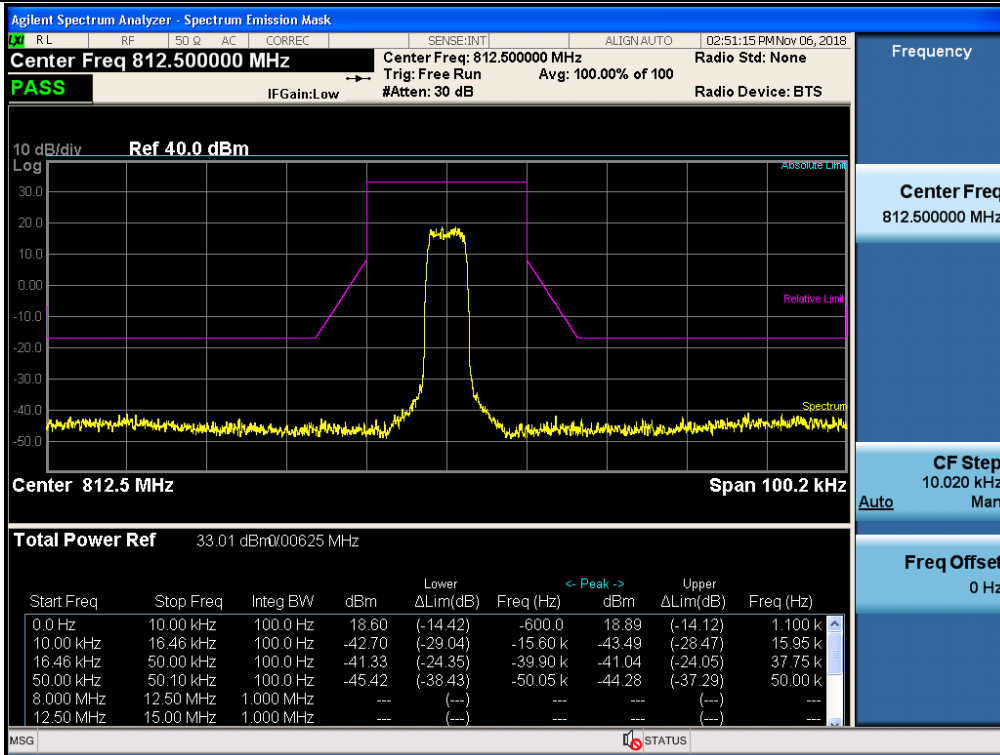 Agilent Spectrum Analyzer - Spectrum Emission Mask
LXI RL RF 50 Ω AC CORREC SENSE:INT ALIGN AUTO 02:51:15 PM Nov 06, 2018
Center Freq 812.500000 MHz
Center Freq: 812.500000 MHz Radio Std: None
Trig: Free Run Avg: 100.00% of 100
PASS
IFGain:Low #Atten: 30 dB Radio Device: BTS
10 dB/div Ref 40.0 dBm
Log
Absolute Limit
30.0
20.0
10.0
0.00
Relative Limit
-10.0
-20.0
-30.0
-40.0
Spectrum
-50.0
Center 812.5 MHz Span 100.2 kHz
Total Power Ref 33.01 dBm/0.00625 MHz
Lower <- Peak -> Upper
Start Freq Stop Freq Integ BW dBm ΔLim(dB) Freq (Hz) dBm ΔLim(dB) Freq (Hz)
0.0 Hz 10.00 kHz 100.0 Hz 18.60 (-14.42) -600.0 18.89 (-14.12) 1.100 k
10.00 kHz 16.46 kHz 100.0 Hz -42.70 (-29.04) -15.60 k -43.49 (-28.47) 15.95 k
16.46 kHz 50.00 kHz 100.0 Hz -41.33 (-24.35) -39.90 k -41.04 (-24.05) 37.75 k
50.00 kHz 50.10 kHz 100.0 Hz -45.42 (-38.43) -50.05 k -44.28 (-37.29) 50.00 k
8.000 MHz 12.50 MHz 1.000 MHz --- (---) --- --- (---) ---
12.50 MHz 15.00 MHz 1.000 MHz --- (---) --- --- (---) ---
MSG STATUS
Frequency
Center Freq
812.500000 MHz
CF Step
10.020 kHz
Auto Man
Freq Offset
0 Hz